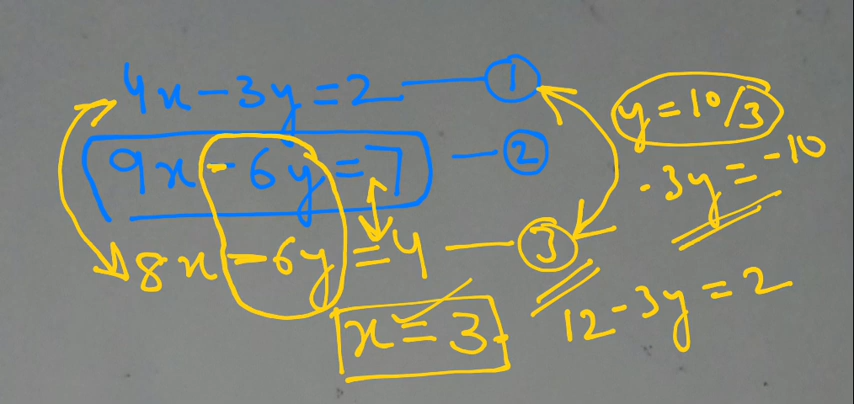 4x-3y=2 — ①
9x-6y=7 — ②
8x-6y=4 — ③
x=3
y=10/3
-3y=-10
12-3y=2